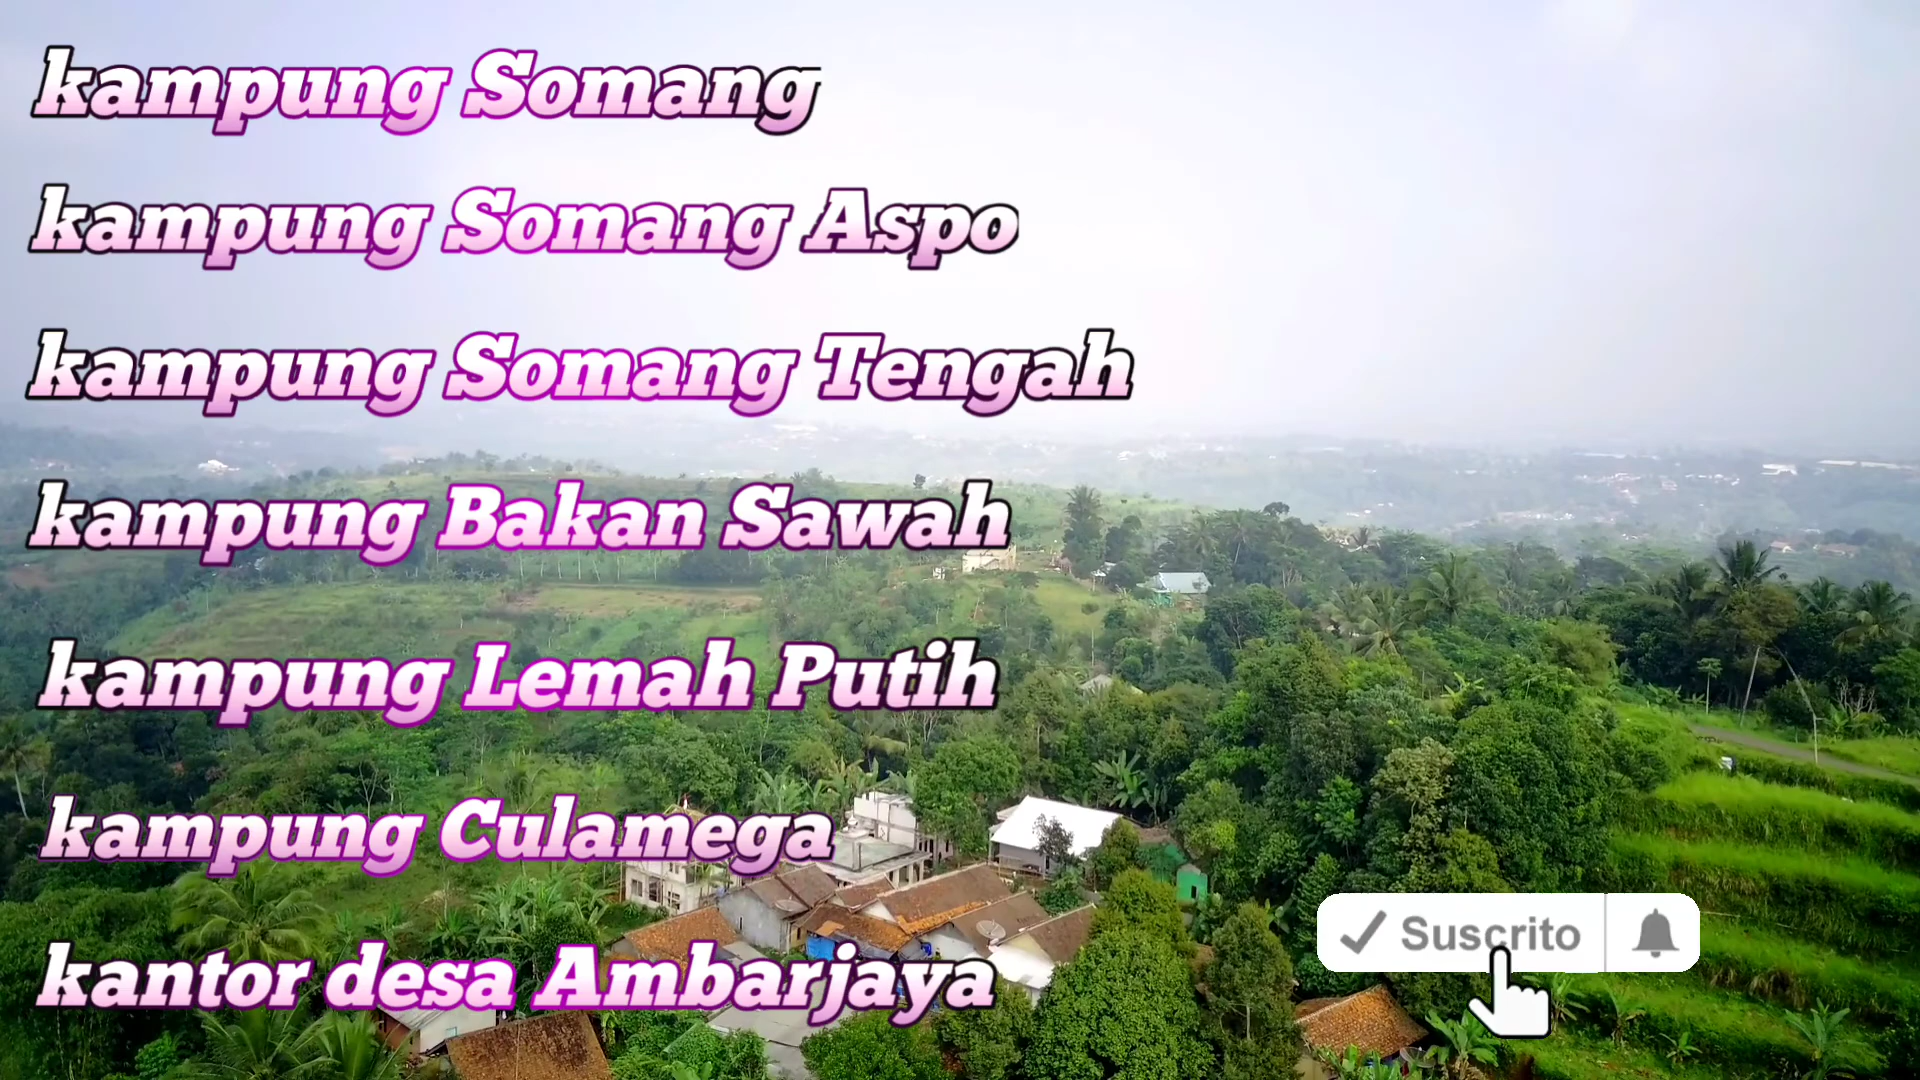 kampung Somang
kampung Somang Aspo
kampung Somang Tengah
kampung Bakan Sawah
kampung Lemah Putih
kampung Culamega
kantor desa Ambarjaya
Suscrito